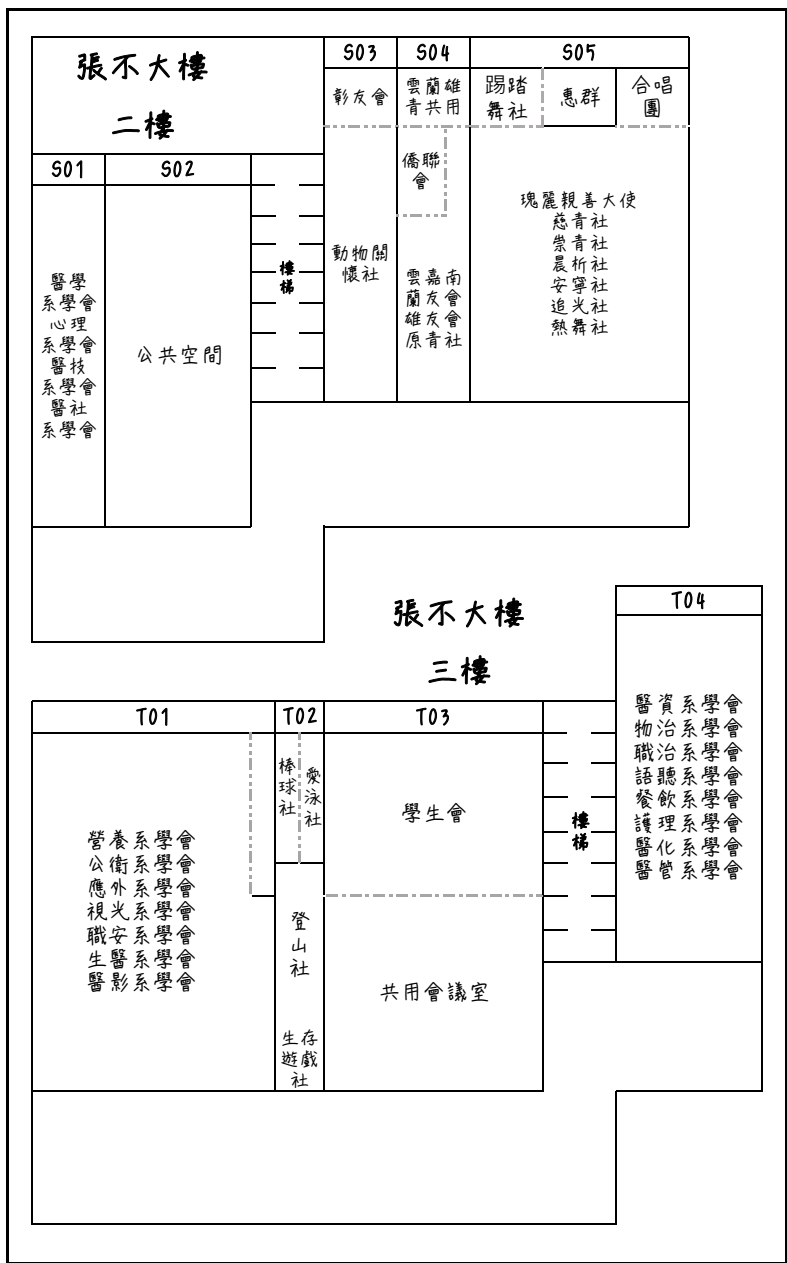 張不大樓
二樓
S01
S02
S03
S04
S05
醫學
系學會
心理
系學會
醫技
系學會
醫社
系學會
公共空間
樓
梯
彰友會
動物關
懷社
雲蘭雄
青共用
僑聯
會
雲嘉南
蘭友會
雄友會
原青社
踢踏
舞社
惠群
合唱
團
瑰麗親善大使
慈青社
崇青社
晨析社
安寧社
追光社
熱舞社
張不大樓
三樓
T01
T02
T03
T04
營養系學會
公衛系學會
應外系學會
視光系學會
職安系學會
生醫系學會
醫影系學會
棒球社
愛泳社
登
山
社
生存
遊戲
社
學生會
共用會議室
樓
梯
醫資系學會
物治系學會
職治系學會
語聽系學會
餐飲系學會
護理系學會
醫化系學會
醫管系學會